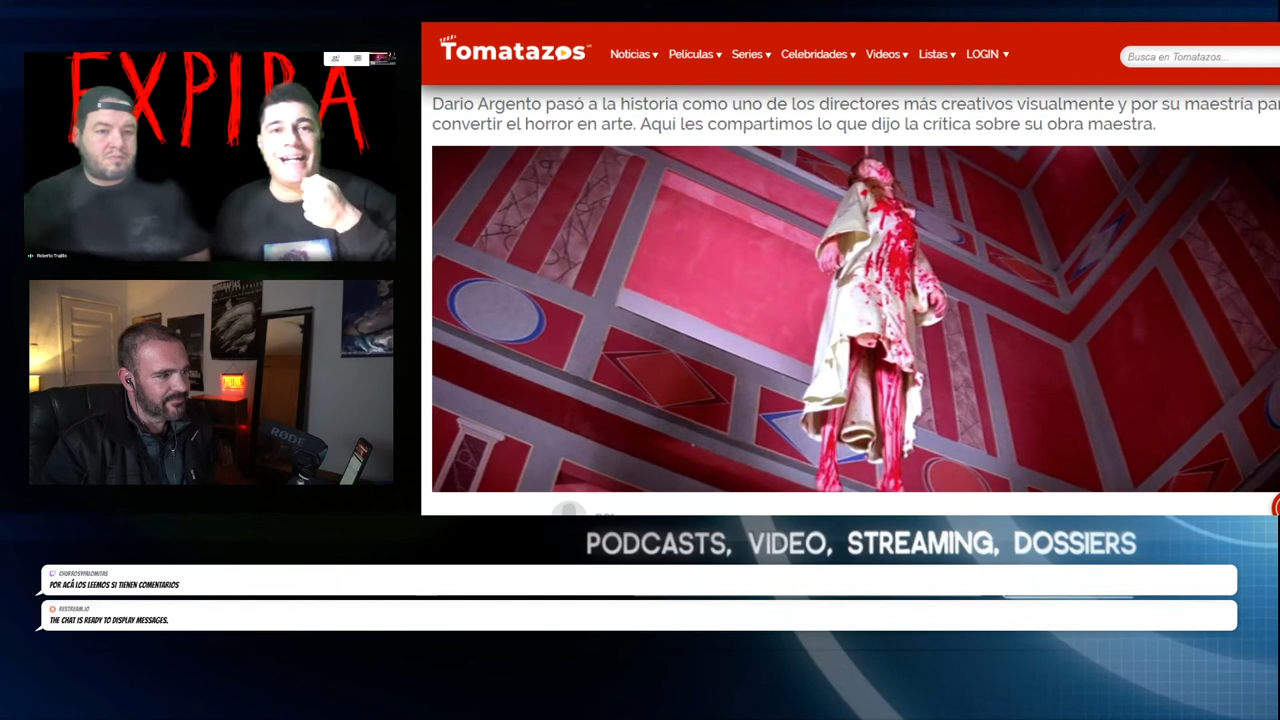 EXPIRA
Roberto Trujillo
RØDE
Tomatazos
Noticias ▾ Películas ▾ Series ▾ Celebridades ▾ Videos ▾ Listas ▾ LOGIN ▾
Busca en Tomatazos...
Dario Argento pasó a la historia como uno de los directores más creativos visualmente y por su maestría par
convertir el horror en arte. Aquí les compartimos lo que dijo la crítica sobre su obra maestra.
PODCASTS, VIDEO, STREAMING, DOSSIERS
CHURROSYPALOMITAS
POR ACÁ LOS LEEMOS SI TIENEN COMENTARIOS
RESTREAM.IO
THE CHAT IS READY TO DISPLAY MESSAGES.